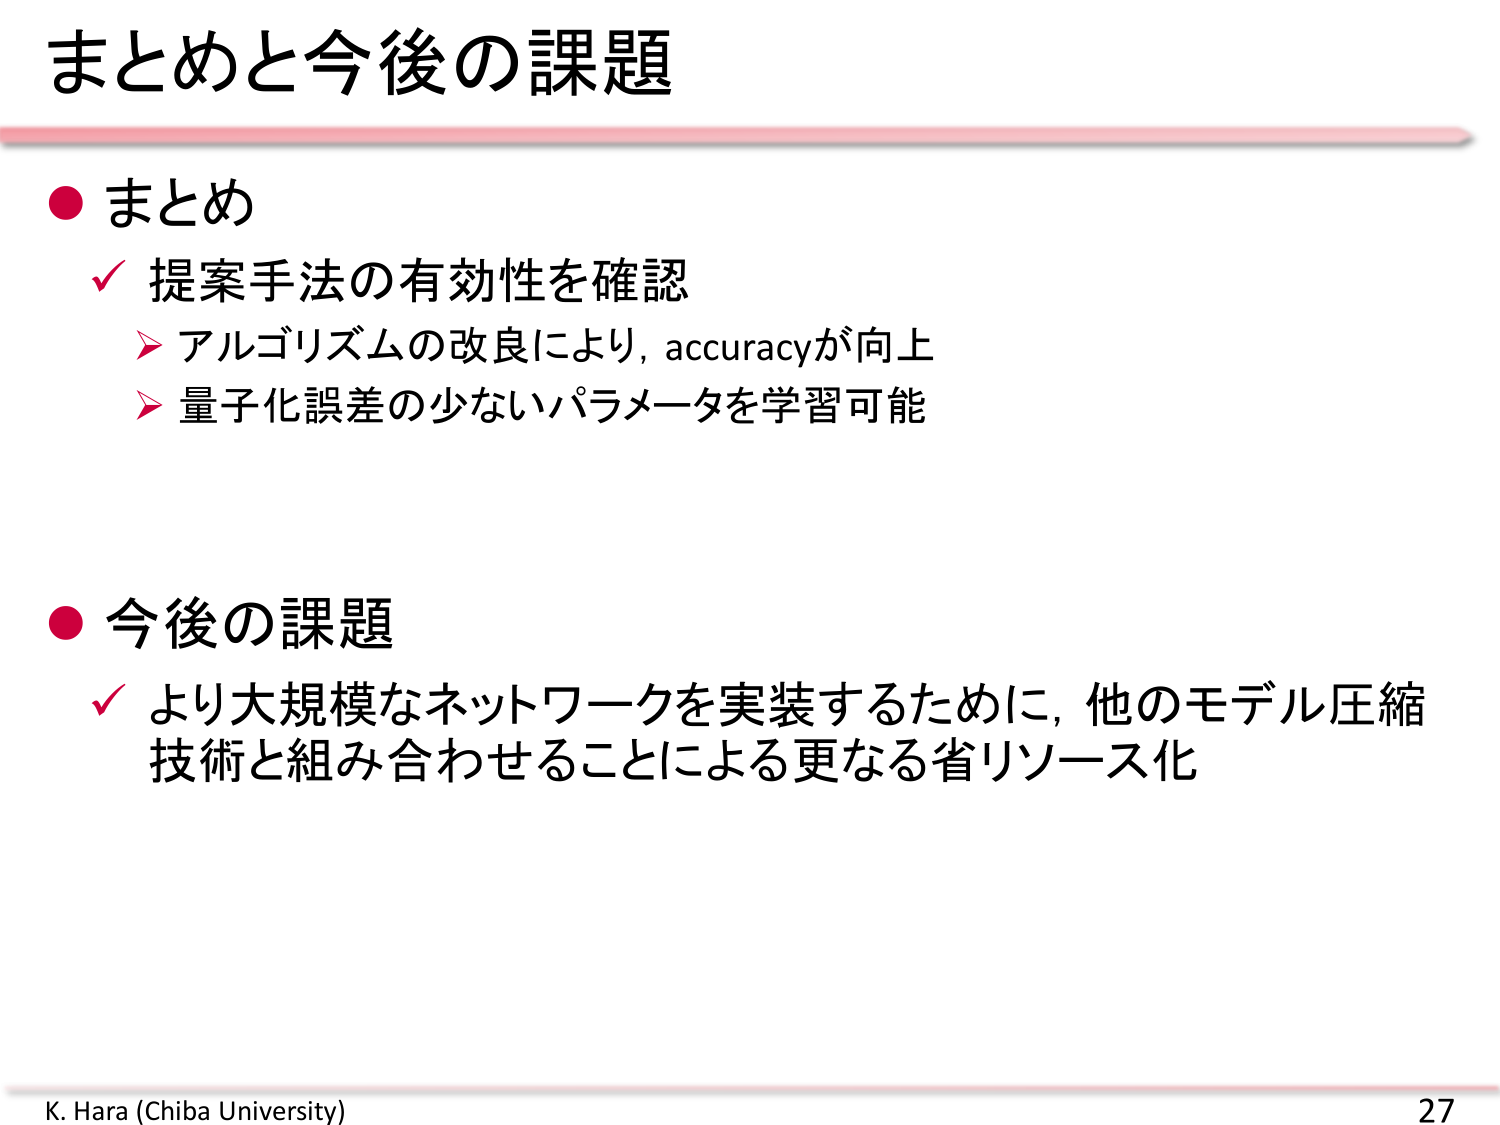 まとめと今後の課題
まとめ
提案手法の有効性を確認
アルゴリズムの改良により, accuracyが向上
量子化誤差の少ないパラメータを学習可能
今後の課題
より大規模なネットワークを実装するために, 他のモデル圧縮
技術と組み合わせることによる更なる省リソース化
K. Hara (Chiba University)
27